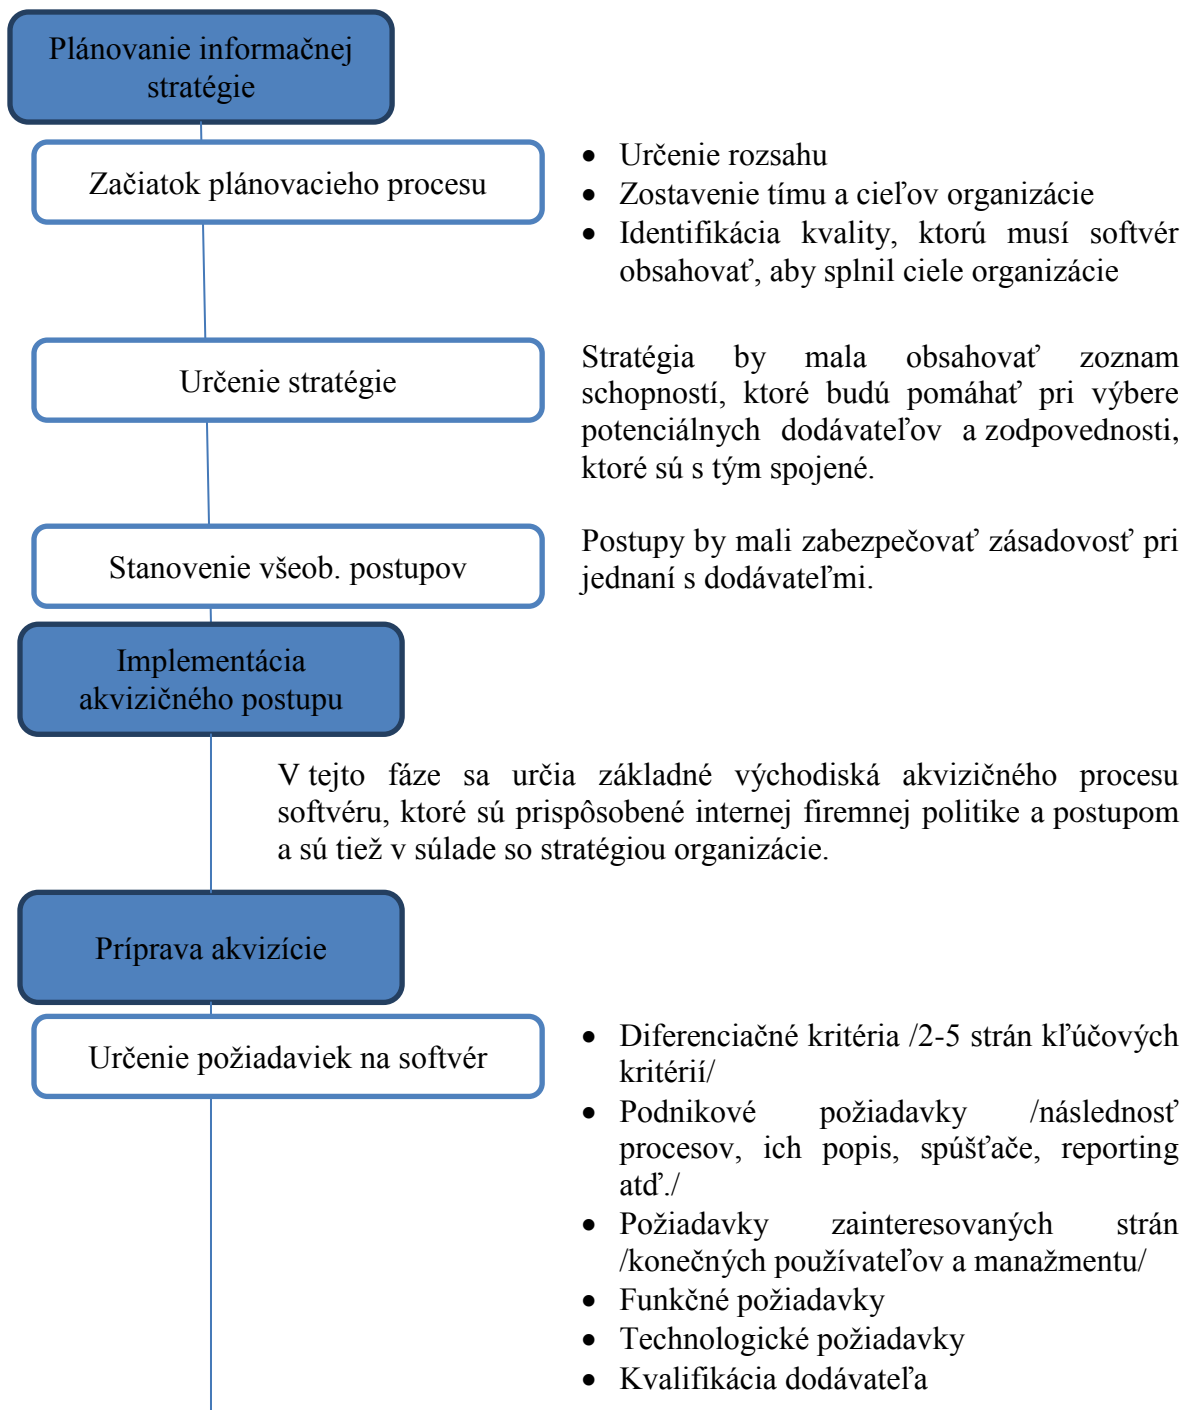 Plánovanie informačnej
stratégie
Začiatok plánovacieho procesu
• Určenie rozsahu
• Zostavenie tímu a cieľov organizácie
• Identifikácia kvality, ktorú musí softvér
obsahovať, aby splnil ciele organizácie
Určenie stratégie
Stratégia by mala obsahovať zoznam
schopností, ktoré budú pomáhať pri výbere
potenciálnych dodávateľov a zodpovednosti,
ktoré sú s tým spojené.
Stanovenie všeob. postupov
Postupy by mali zabezpečovať zásadovosť pri
jednaní s dodávateľmi.
Implementácia
akvizičného postupu
V tejto fáze sa určia základné východiská akvizičného procesu
softvéru, ktoré sú prispôsobené internej firemnej politike a postupom
a sú tiež v súlade so stratégiou organizácie.
Príprava akvizície
Určenie požiadaviek na softvér
• Diferenciačné kritéria /2-5 strán kľúčových
kritérií/
• Podnikové požiadavky /následnosť
procesov, ich popis, spúšťače, reporting
atď./
• Požiadavky zainteresovaných strán
/konečných používateľov a manažmentu/
• Funkčné požiadavky
• Technologické požiadavky
• Kvalifikácia dodávateľa